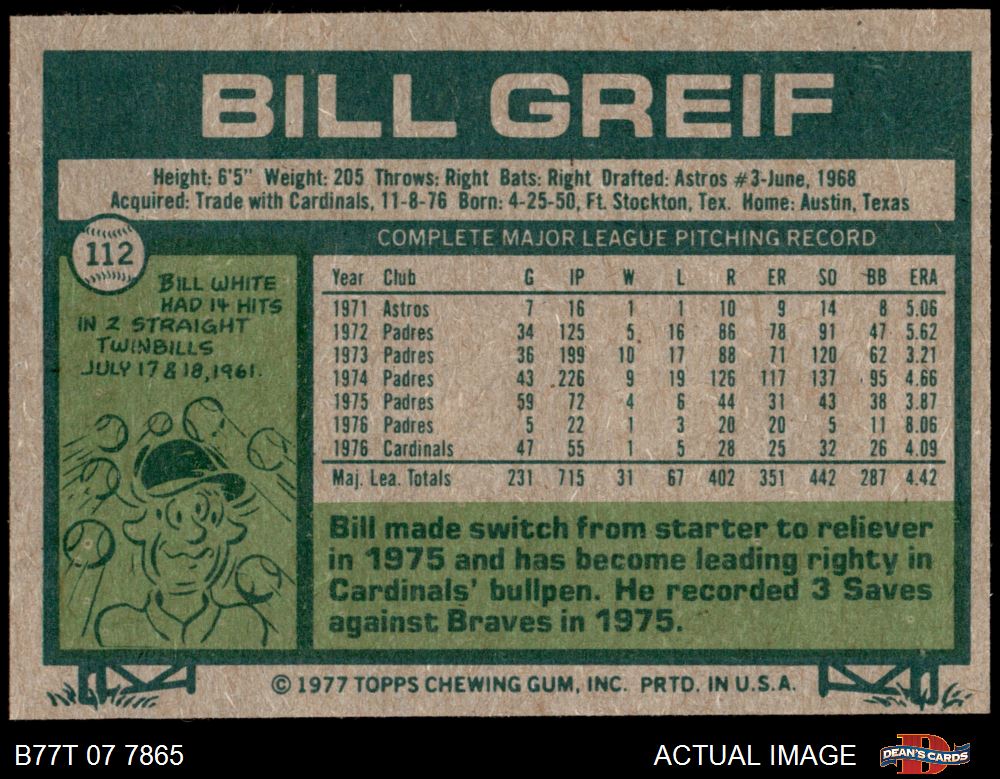 BILL GREIF
Height: 6'5" Weight: 205 Throws: Right Bats: Right Drafted: Astros #3-June, 1968
Acquired: Trade with Cardinals, 11-8-76 Born: 4-25-50, Ft. Stockton, Tex. Home: Austin, Texas
112
BILL WHITE
HAD 14 HITS
IN 2 STRAIGHT
TWINBILLS
JULY 17 & 18, 1961.
COMPLETE MAJOR LEAGUE PITCHING RECORD
Year Club G IP W L R ER SO BB ERA
1971 Astros 7 16 1 1 10 9 14 8 5.06
1972 Padres 34 125 5 16 86 78 91 47 5.62
1973 Padres 36 199 10 17 88 71 120 62 3.21
1974 Padres 43 226 9 19 126 117 137 95 4.66
1975 Padres 59 72 4 6 44 31 43 38 3.87
1976 Padres 5 22 1 3 20 20 5 11 8.06
1976 Cardinals 47 55 1 5 28 25 32 26 4.09
Maj. Lea. Totals 231 715 31 67 402 351 442 287 4.42
Bill made switch from starter to reliever
in 1975 and has become leading righty in
Cardinals' bullpen. He recorded 3 Saves
against Braves in 1975.
© 1977 TOPPS CHEWING GUM, INC. PRTD. IN U.S.A.
B77T 07 7865
ACTUAL IMAGE
D
DEAN'S CARDS